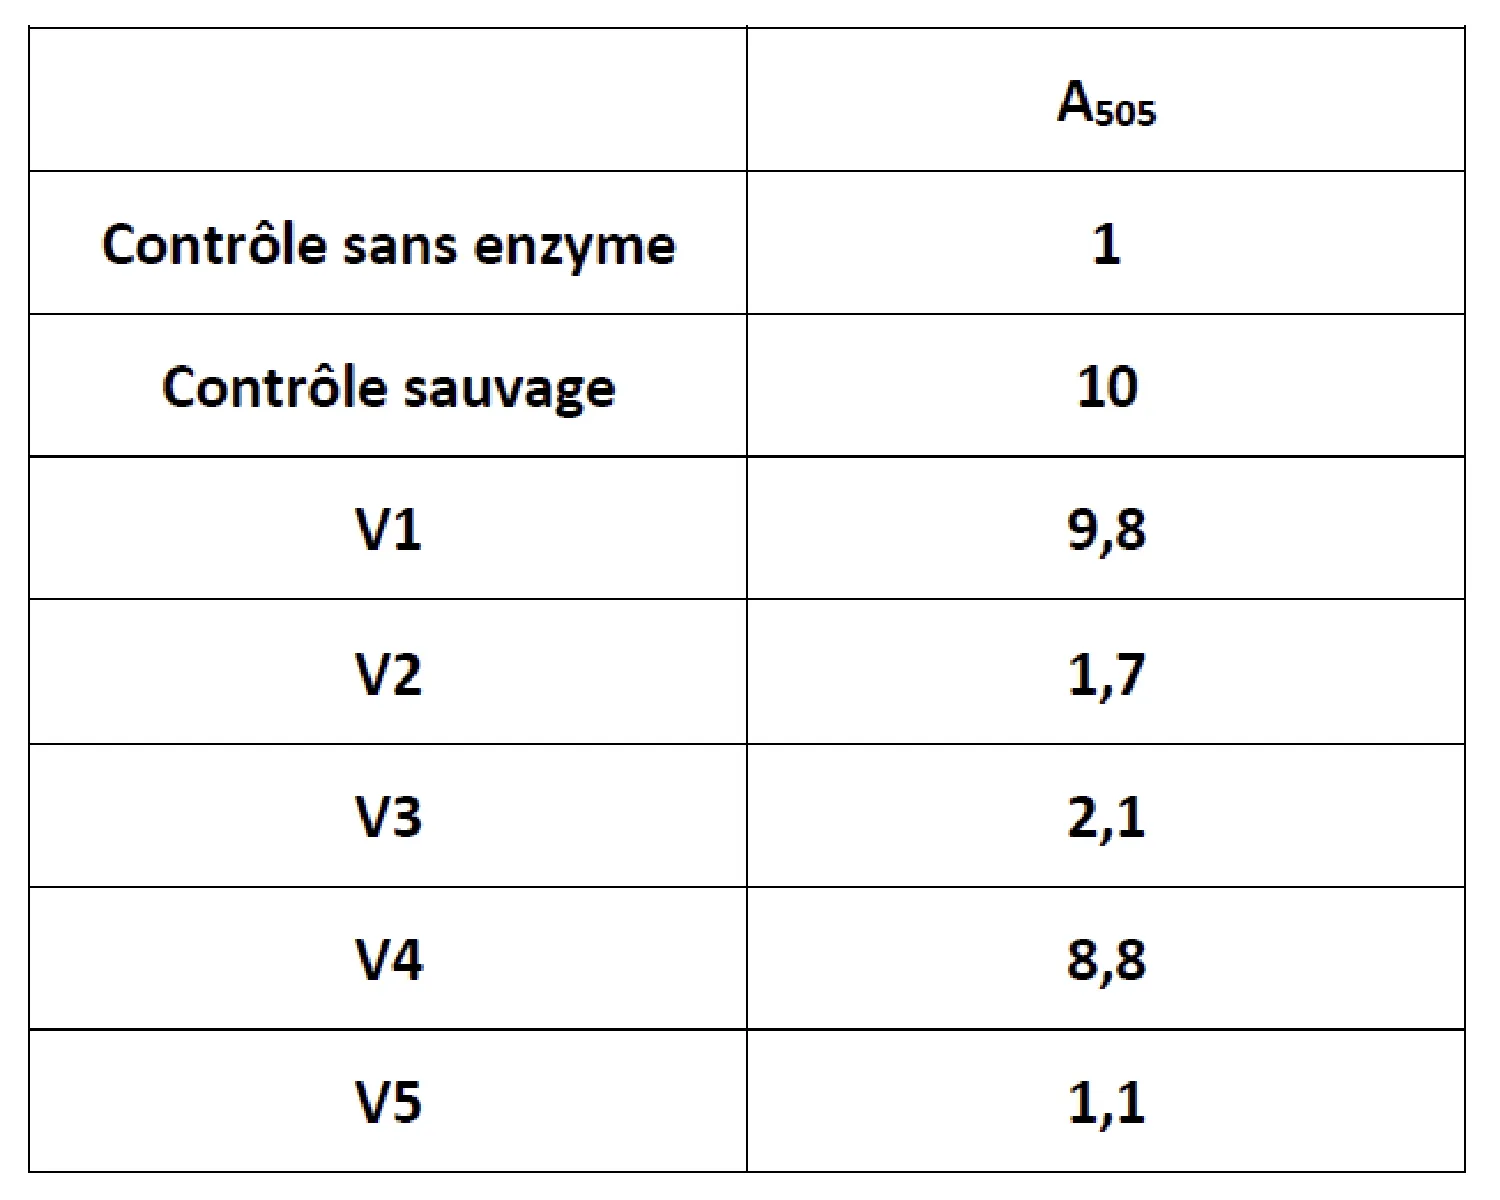 A₅₀₅
Contrôle sans enzyme 1
Contrôle sauvage 10
V1 9,8
V2 1,7
V3 2,1
V4 8,8
V5 1,1